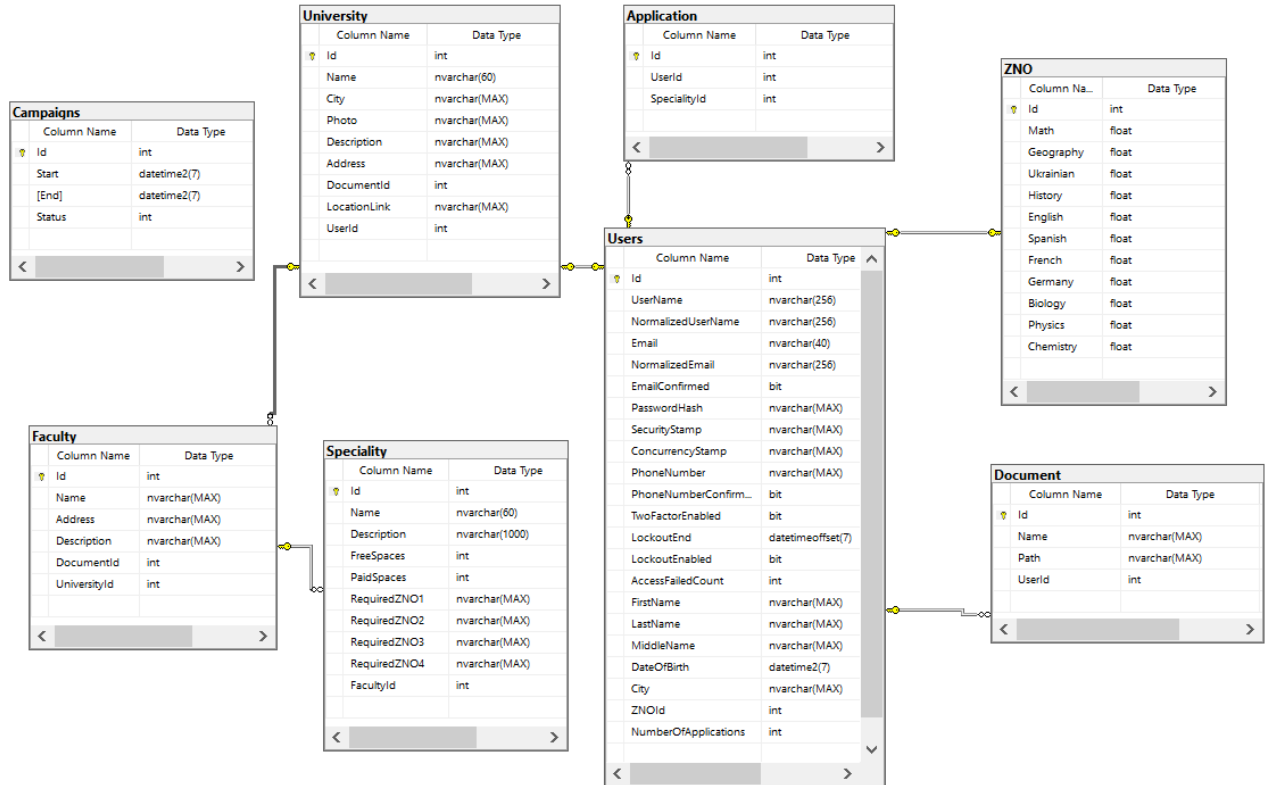 University
Column Name Data Type
Id int
Name nvarchar(60)
City nvarchar(MAX)
Photo nvarchar(MAX)
Description nvarchar(MAX)
Address nvarchar(MAX)
DocumentId int
LocationLink nvarchar(MAX)
UserId int
Application
Column Name Data Type
Id int
UserId int
SpecialityId int
ZNO
Column Na... Data Type
Id int
Math float
Geography float
Ukrainian float
History float
English float
Spanish float
French float
Germany float
Biology float
Physics float
Chemistry float
Campaigns
Column Name Data Type
Id int
Start datetime2(7)
[End] datetime2(7)
Status int
Users
Column Name Data Type
Id int
UserName nvarchar(256)
NormalizedUserName nvarchar(256)
Email nvarchar(40)
NormalizedEmail nvarchar(256)
EmailConfirmed bit
PasswordHash nvarchar(MAX)
SecurityStamp nvarchar(MAX)
ConcurrencyStamp nvarchar(MAX)
PhoneNumber nvarchar(MAX)
PhoneNumberConfirm... bit
TwoFactorEnabled bit
LockoutEnd datetimeoffset(7)
LockoutEnabled bit
AccessFailedCount int
FirstName nvarchar(MAX)
LastName nvarchar(MAX)
MiddleName nvarchar(MAX)
DateOfBirth datetime2(7)
City nvarchar(MAX)
ZNOId int
NumberOfApplications int
Faculty
Column Name Data Type
Id int
Name nvarchar(MAX)
Address nvarchar(MAX)
Description nvarchar(MAX)
DocumentId int
UniversityId int
Speciality
Column Name Data Type
Id int
Name nvarchar(60)
Description nvarchar(1000)
FreeSpaces int
PaidSpaces int
RequiredZNO1 nvarchar(MAX)
RequiredZNO2 nvarchar(MAX)
RequiredZNO3 nvarchar(MAX)
RequiredZNO4 nvarchar(MAX)
FacultyId int
Document
Column Name Data Type
Id int
Name nvarchar(MAX)
Path nvarchar(MAX)
UserId int